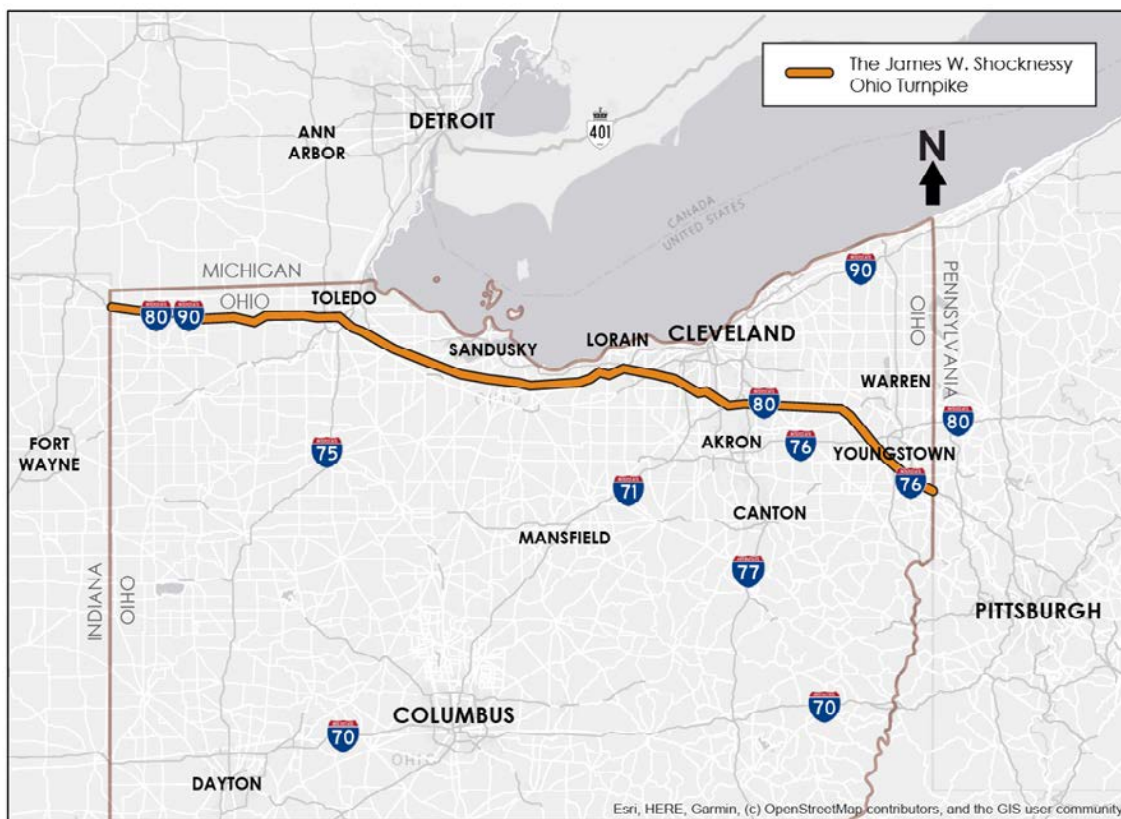 The James W. Shocknessy
Ohio Turnpike
DETROIT
ANN
ARBOR
401
N
CANADA
UNITED STATES
MICHIGAN
OHIO
90
OIHO
PENNSYLVANIA
80
90
TOLEDO
SANDUSKY
LORAIN
CLEVELAND
WARREN
80
80
FORT
WAYNE
75
AKRON
76
YOUNGSTOWN
76
71
MANSFIELD
CANTON
77
INDIANA
OIHO
PITTSBURGH
COLUMBUS
70
70
DAYTON
Esri, HERE, Garmin, (c) OpenStreetMap contributors, and the GIS user community